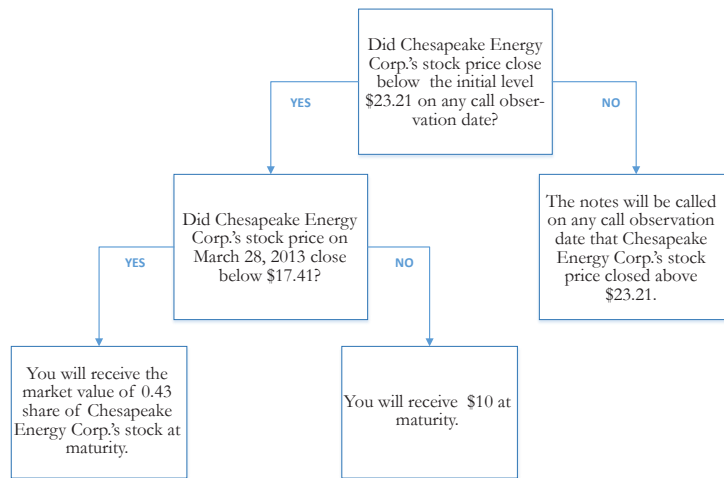 Did Chesapeake Energy
Corp.'s stock price close
below the initial level
$23.21 on any call obser-
vation date?
YES
NO
Did Chesapeake Energy
Corp.'s stock price on
March 28, 2013 close
below $17.41?
The notes will be called
on any call observation
date that Chesapeake
Energy Corp.'s stock
price closed above
$23.21.
YES
NO
You will receive the
market value of 0.43
share of Chesapeake
Energy Corp.'s stock at
maturity.
You will receive $10 at
maturity.